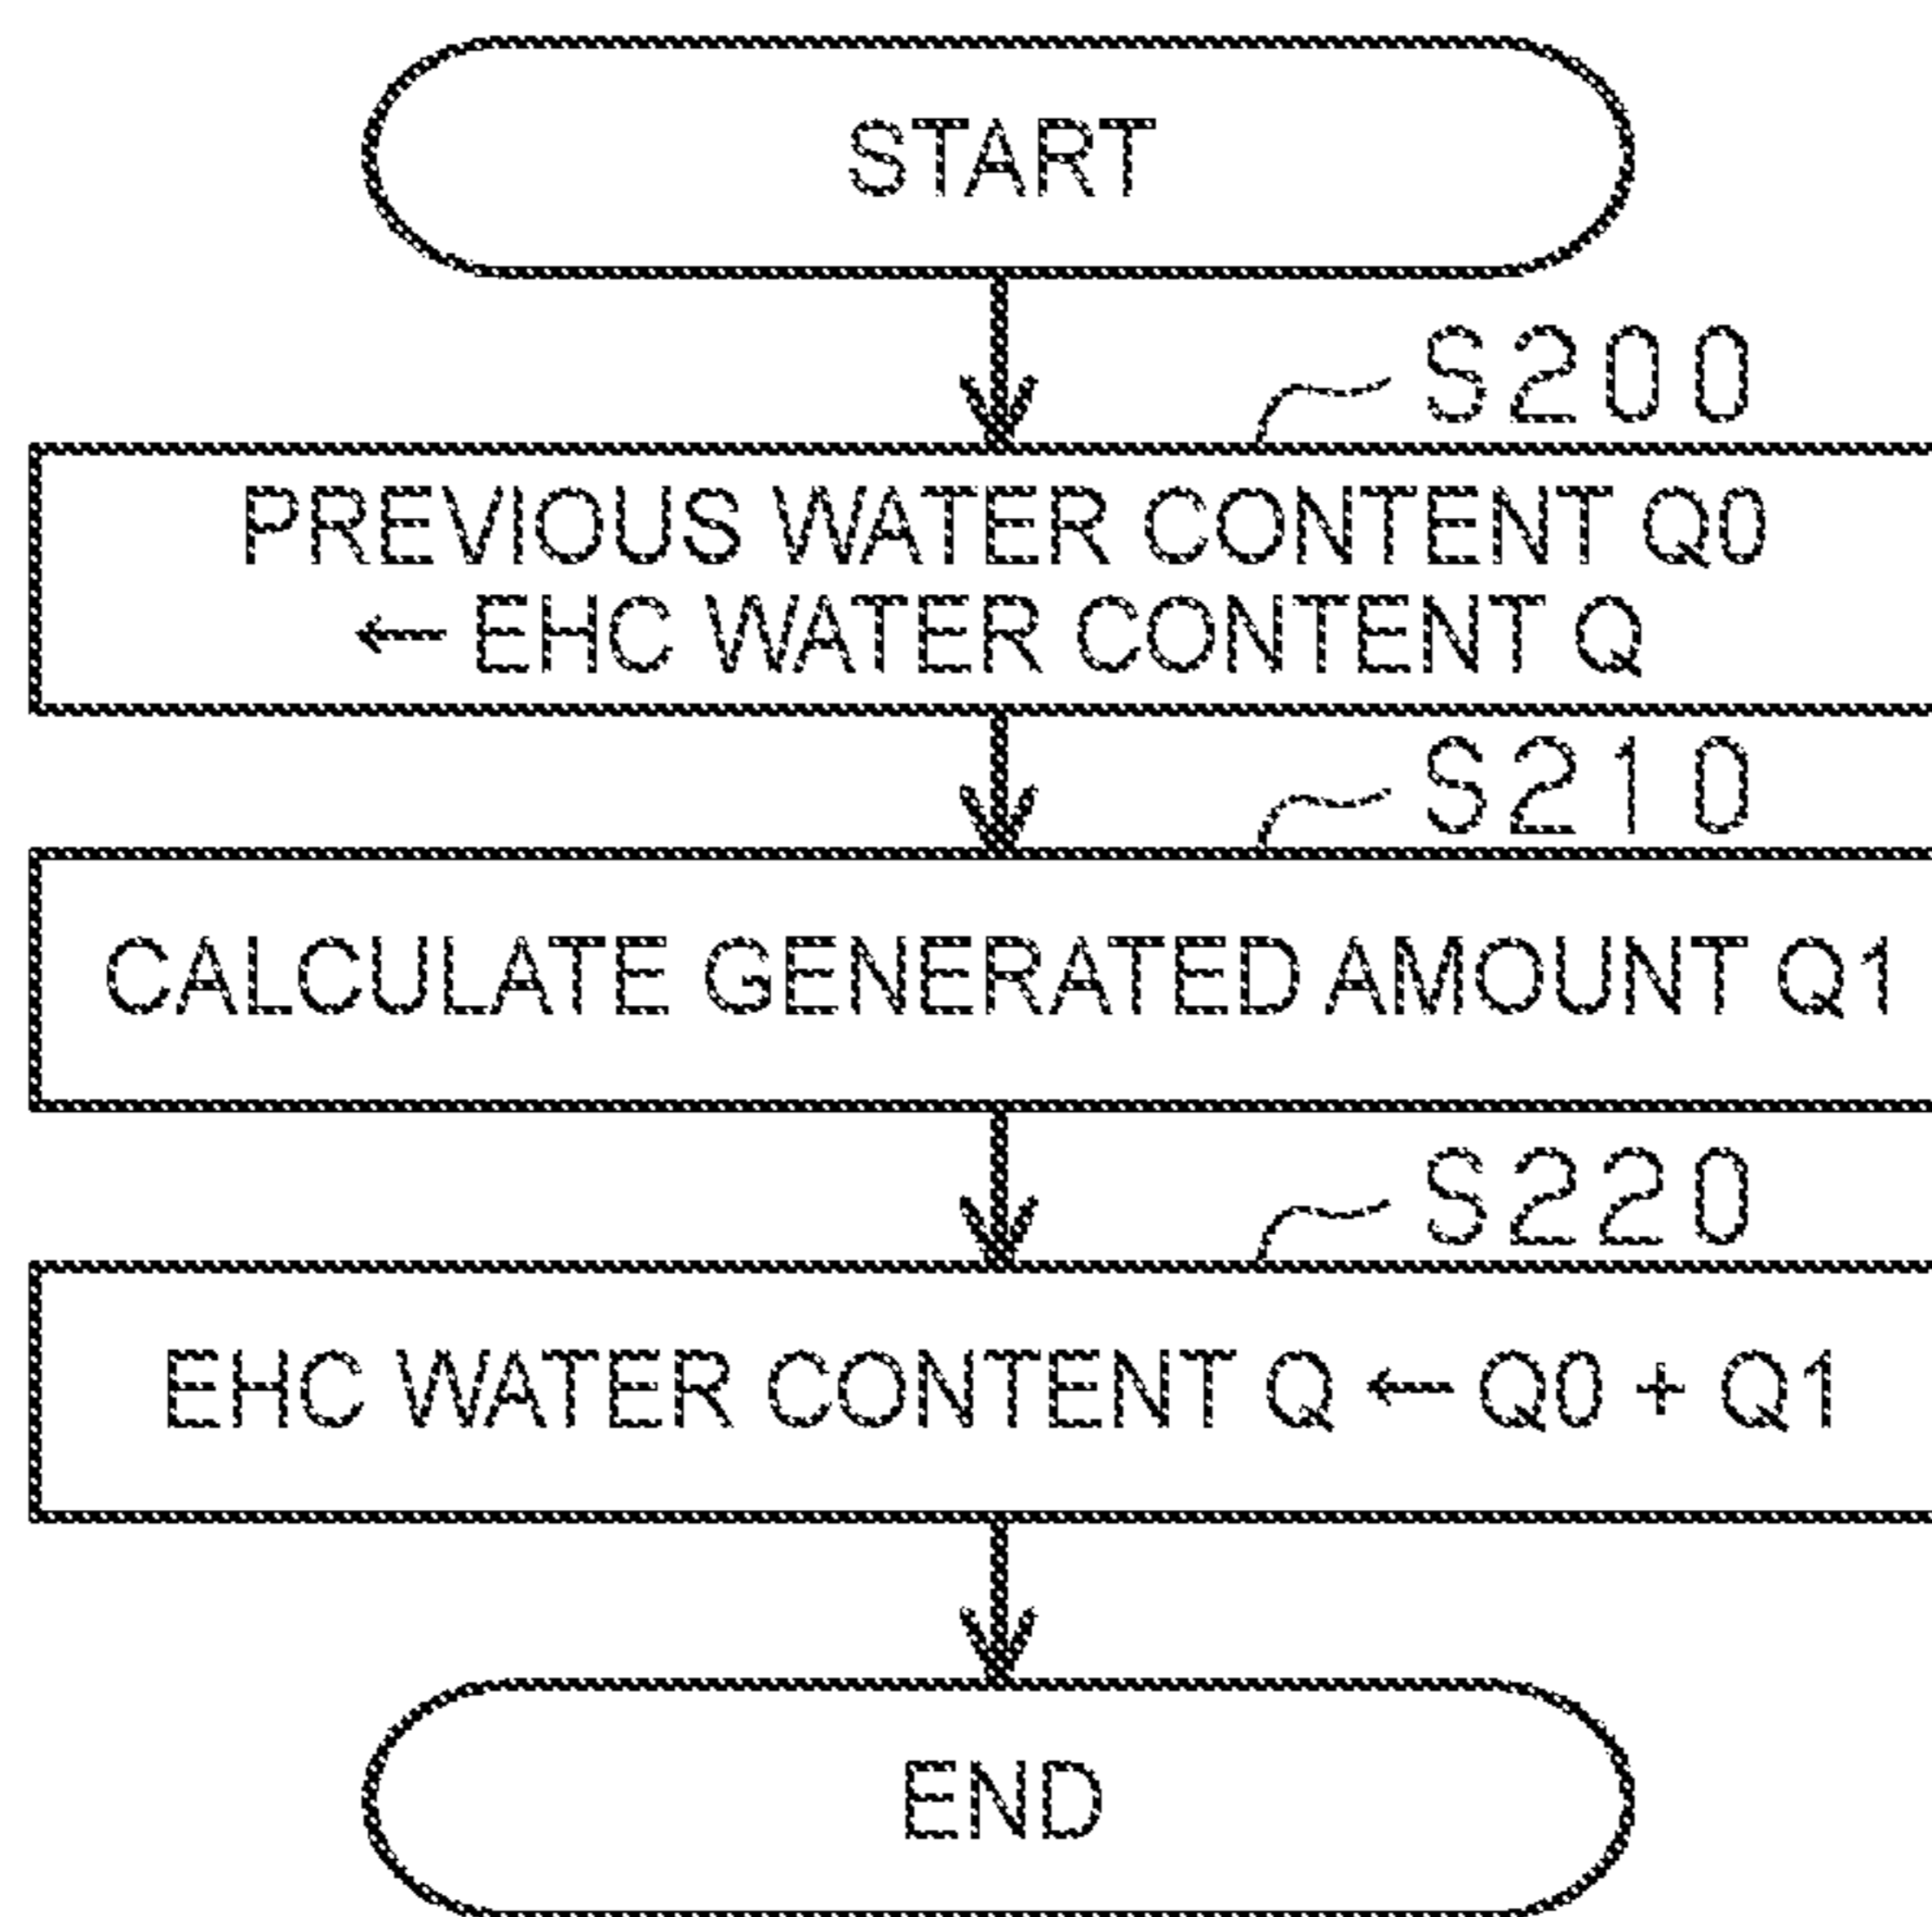 START
S200
PREVIOUS WATER CONTENT Q0
← EHC WATER CONTENT Q
S210
CALCULATE GENERATED AMOUNT Q1
S220
EHC WATER CONTENT Q ← Q0 + Q1
END